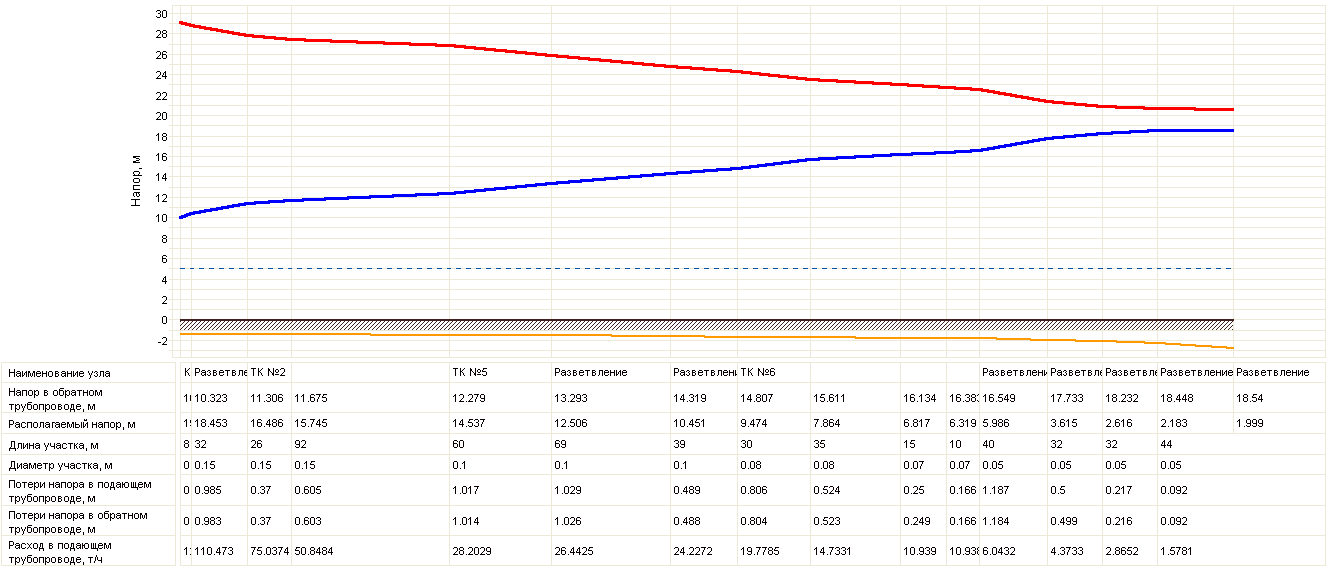 30
28
26
24
22
20
18
16
14
12
10
8
6
4
2
0
-2
Напор, м
Наименование узла К Разветвле ТК №2 ТК №5 Разветвление Разветвлени ТК №6 Разветвлени Разветвле Разветвле Разветвление Разветвление
Напор в обратном
трубопроводе, м
10.323 11.306 11.675 12.279 13.293 14.319 14.807 15.611 16.134 16.383 16.549 17.733 18.232 18.448 18.54
Располагаемый напор, м 18.453 16.486 15.745 14.537 12.506 10.451 9.474 7.864 6.817 6.319 5.986 3.615 2.616 2.183 1.999
Длина участка, м 8 32 26 92 60 69 39 30 35 15 10 40 32 32 44
Диаметр участка, м 0 0.15 0.15 0.15 0.1 0.1 0.1 0.08 0.08 0.07 0.07 0.05 0.05 0.05 0.05
Потери напора в подающем
трубопроводе, м
0 0.985 0.37 0.605 1.017 1.029 0.489 0.806 0.524 0.25 0.166 1.187 0.5 0.217 0.092
Потери напора в обратном
трубопроводе, м
0 0.983 0.37 0.603 1.014 1.026 0.488 0.804 0.523 0.249 0.166 1.184 0.499 0.216 0.092
Расход в подающем
трубопроводе, т/ч
110.473 75.0374 50.8484 28.2029 26.4425 24.2272 19.7785 14.7331 10.939 10.938 6.0432 4.3733 2.8652 1.5781